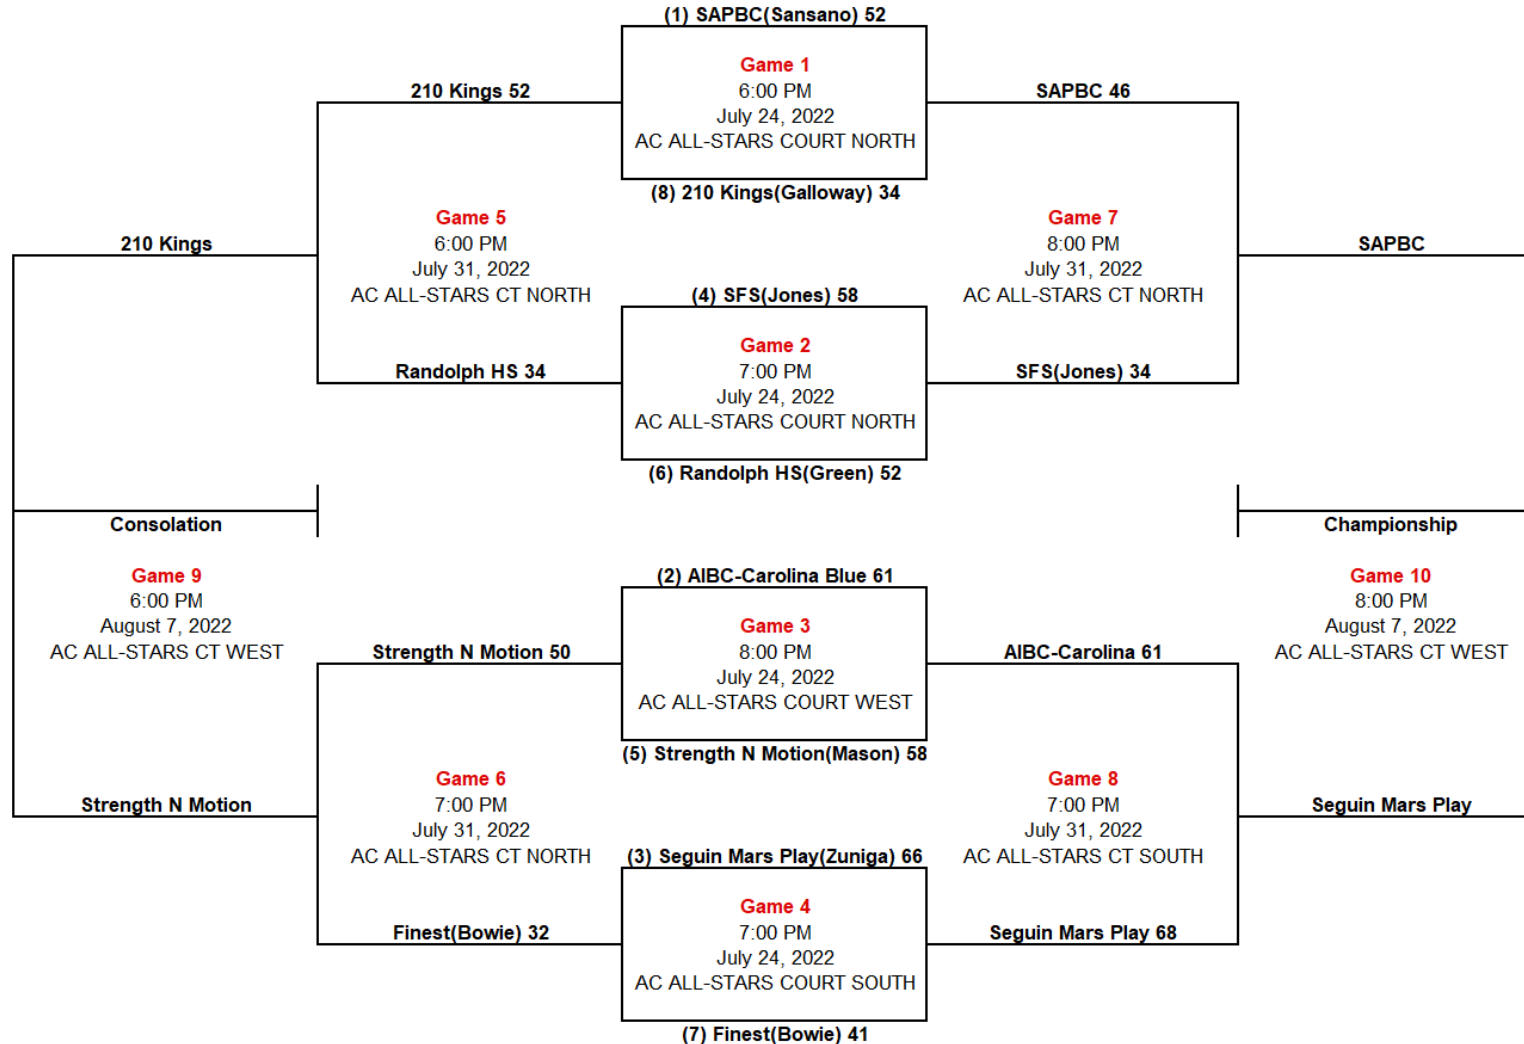 (1) SAPBC(Sansano) 52
Game 1
6:00 PM
July 24, 2022
AC ALL-STARS COURT NORTH
(8) 210 Kings(Galloway) 34
210 Kings 52
SAPBC 46
Game 5
6:00 PM
July 31, 2022
AC ALL-STARS CT NORTH
Game 7
8:00 PM
July 31, 2022
AC ALL-STARS CT NORTH
210 Kings
SAPBC
(4) SFS(Jones) 58
Game 2
7:00 PM
July 24, 2022
AC ALL-STARS COURT NORTH
(6) Randolph HS(Green) 52
Randolph HS 34
SFS(Jones) 34
Consolation
Championship
Game 9
6:00 PM
August 7, 2022
AC ALL-STARS CT WEST
Game 10
8:00 PM
August 7, 2022
AC ALL-STARS CT WEST
(2) AIBC-Carolina Blue 61
Game 3
8:00 PM
July 24, 2022
AC ALL-STARS COURT WEST
(5) Strength N Motion(Mason) 58
Strength N Motion 50
AIBC-Carolina 61
Game 6
7:00 PM
July 31, 2022
AC ALL-STARS CT NORTH
Game 8
7:00 PM
July 31, 2022
AC ALL-STARS CT SOUTH
Strength N Motion
Seguin Mars Play
(3) Seguin Mars Play(Zuniga) 66
Game 4
7:00 PM
July 24, 2022
AC ALL-STARS COURT SOUTH
(7) Finest(Bowie) 41
Finest(Bowie) 32
Seguin Mars Play 68